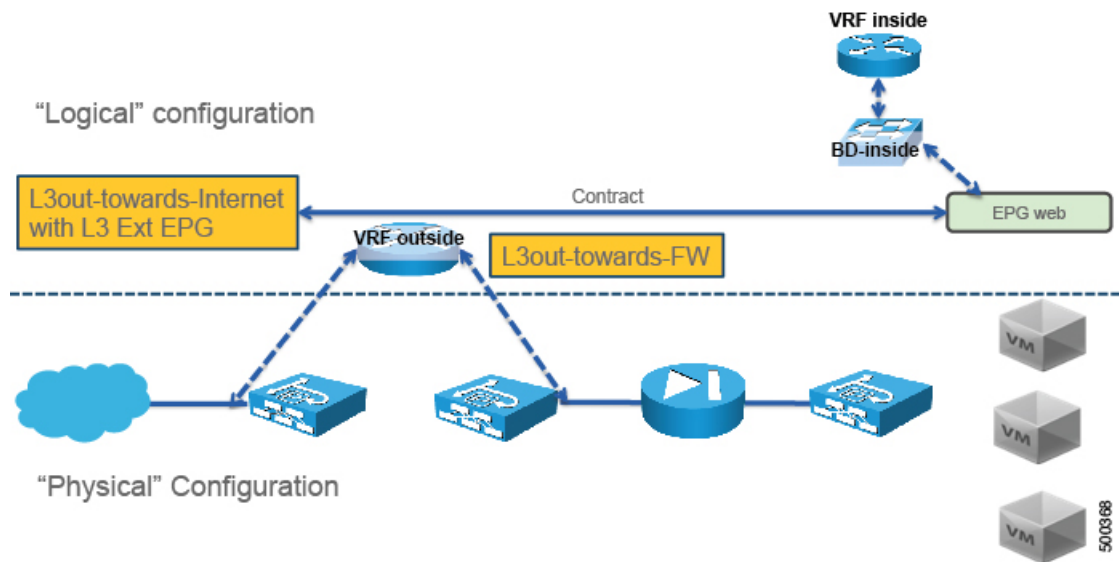 VRF inside
“Logical” configuration
BD-inside
L3out-towards-Internet
with L3 Ext EPG
Contract
EPG web
VRF outside
L3out-towards-FW
VM
VM
“Physical” Configuration
VM
500368